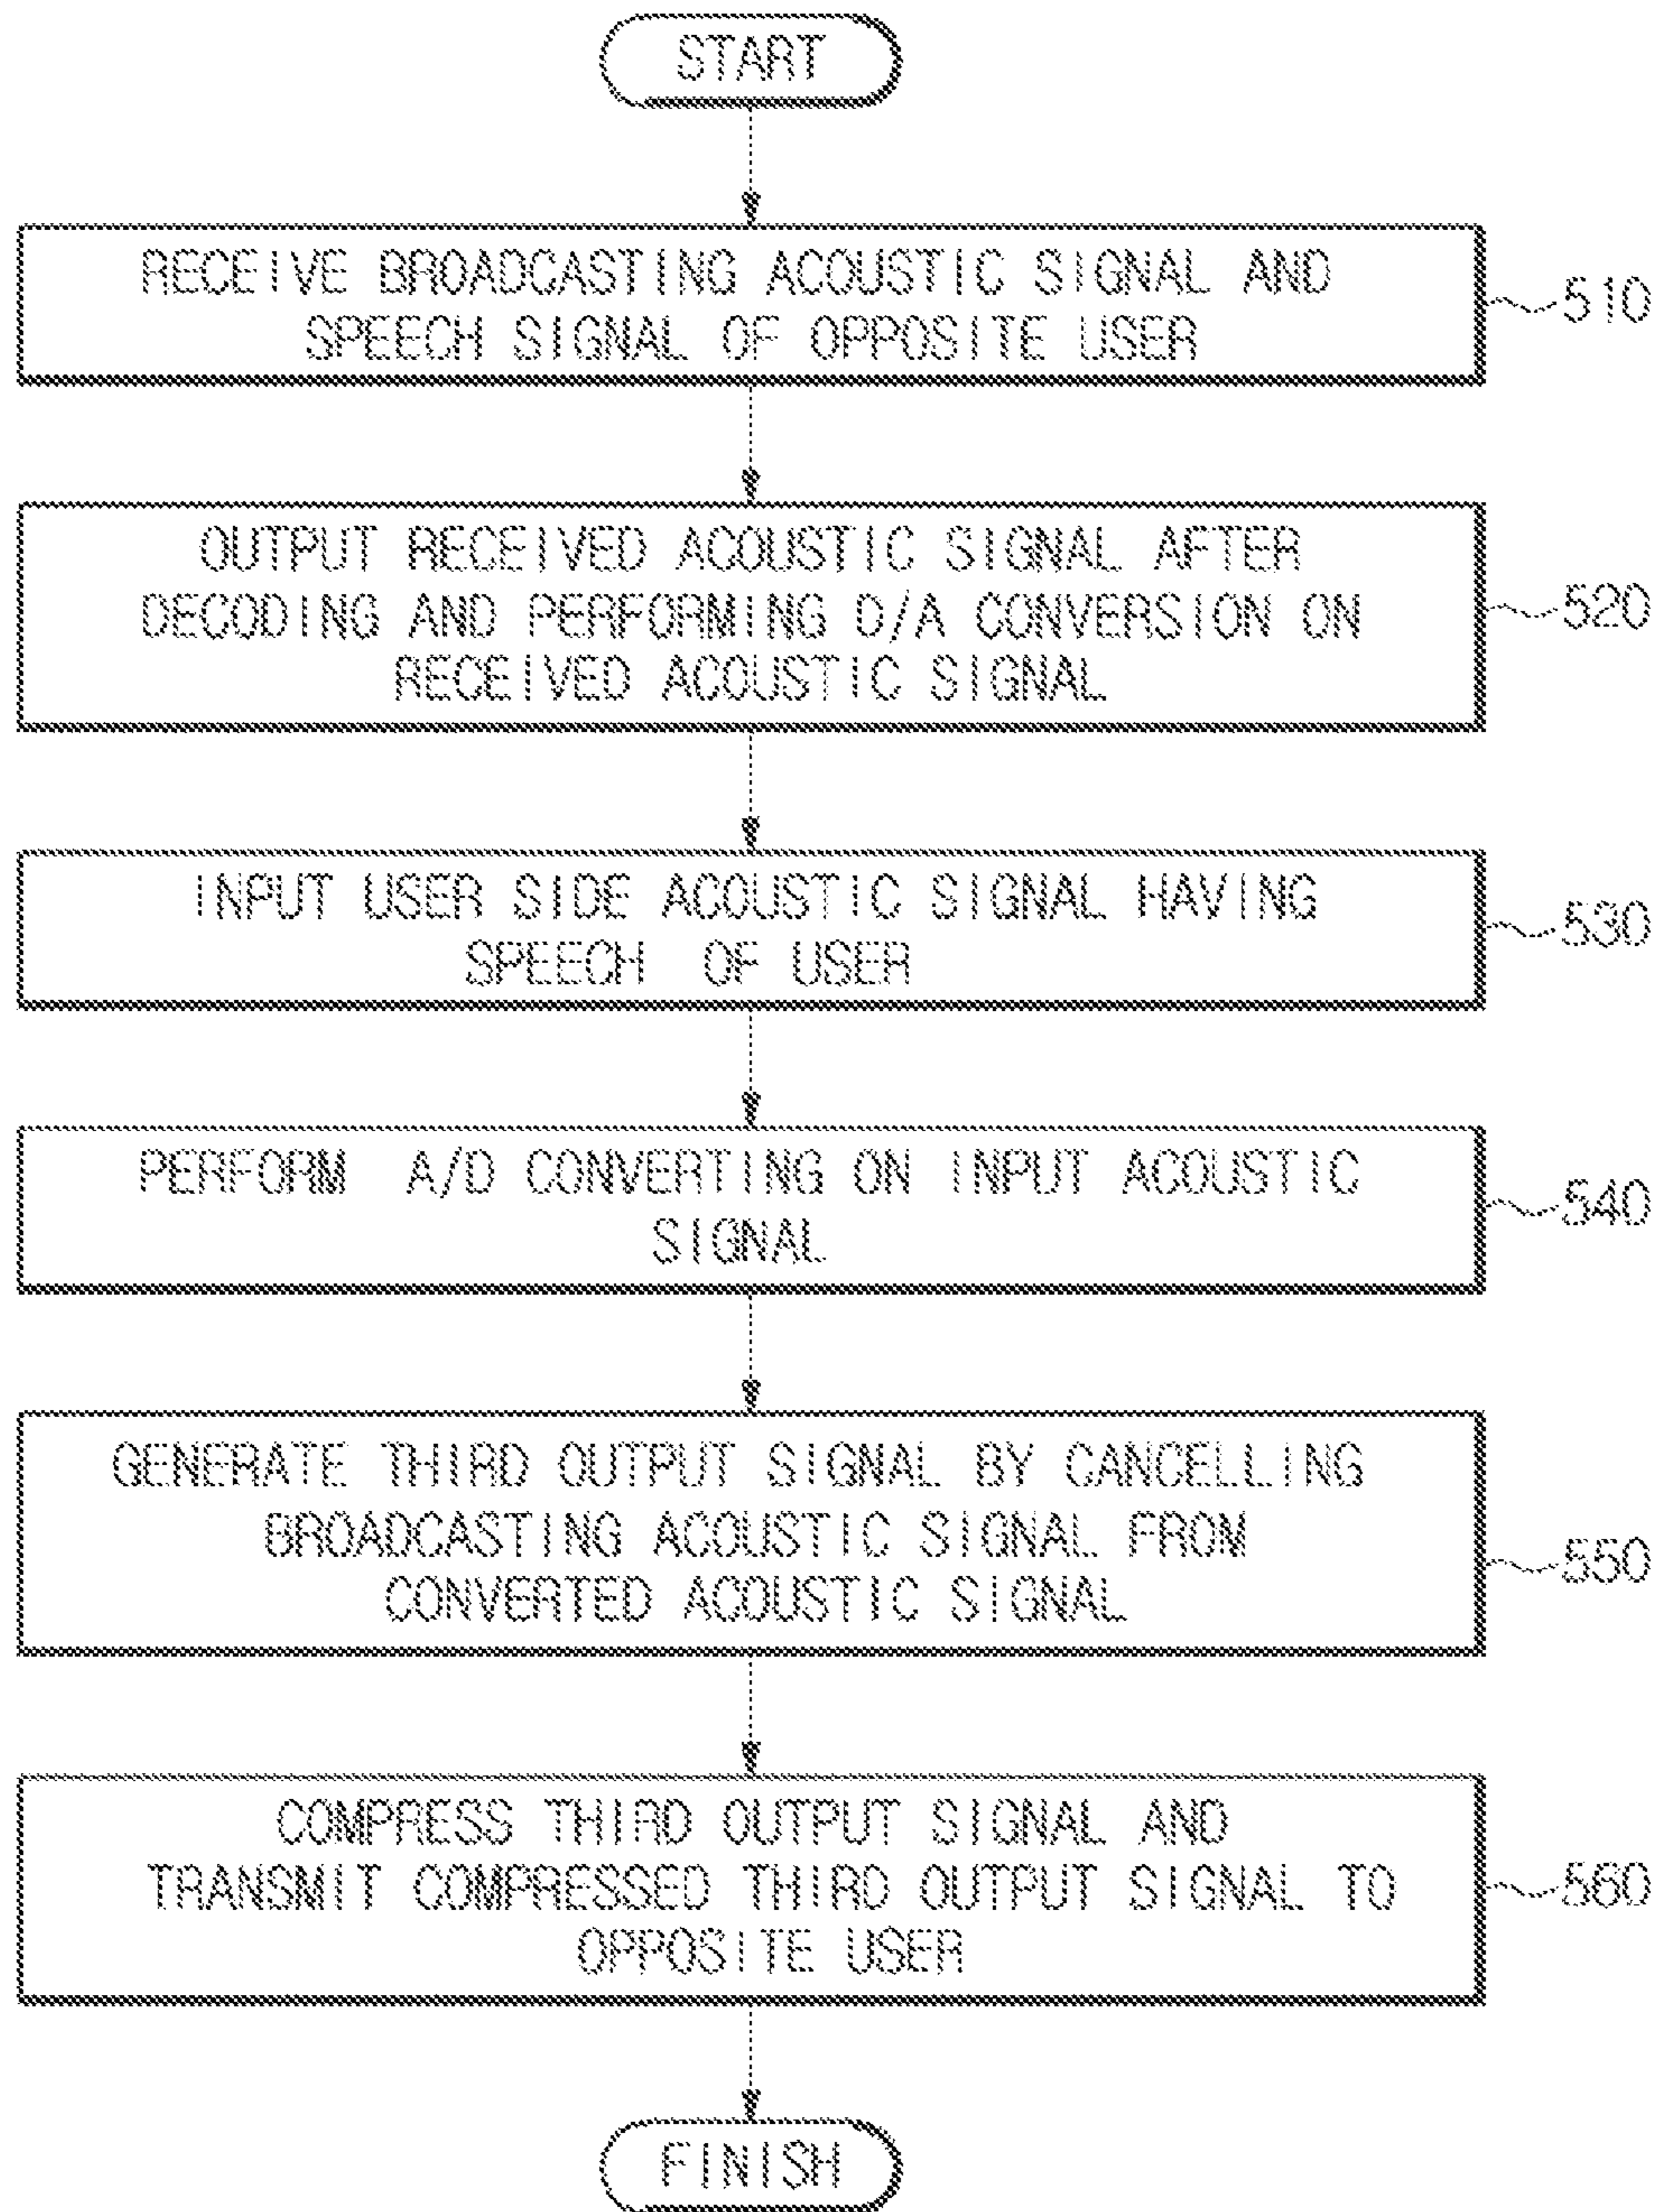 START
RECEIVE BROADCASTING ACOUSTIC SIGNAL AND
SPEECH SIGNAL OF OPPOSITE USER
510
OUTPUT RECEIVED ACOUSTIC SIGNAL AFTER
DECODING AND PERFORMING D/A CONVERSION ON
RECEIVED ACOUSTIC SIGNAL
520
INPUT USER SIDE ACOUSTIC SIGNAL HAVING
SPEECH OF USER
530
PERFORM A/D CONVERTING ON INPUT ACOUSTIC
SIGNAL
540
GENERATE THIRD OUTPUT SIGNAL BY CANCELLING
BROADCASTING ACOUSTIC SIGNAL FROM
CONVERTED ACOUSTIC SIGNAL
550
COMPRESS THIRD OUTPUT SIGNAL AND
TRANSMIT COMPRESSED THIRD OUTPUT SIGNAL TO
OPPOSITE USER
560
FINISH